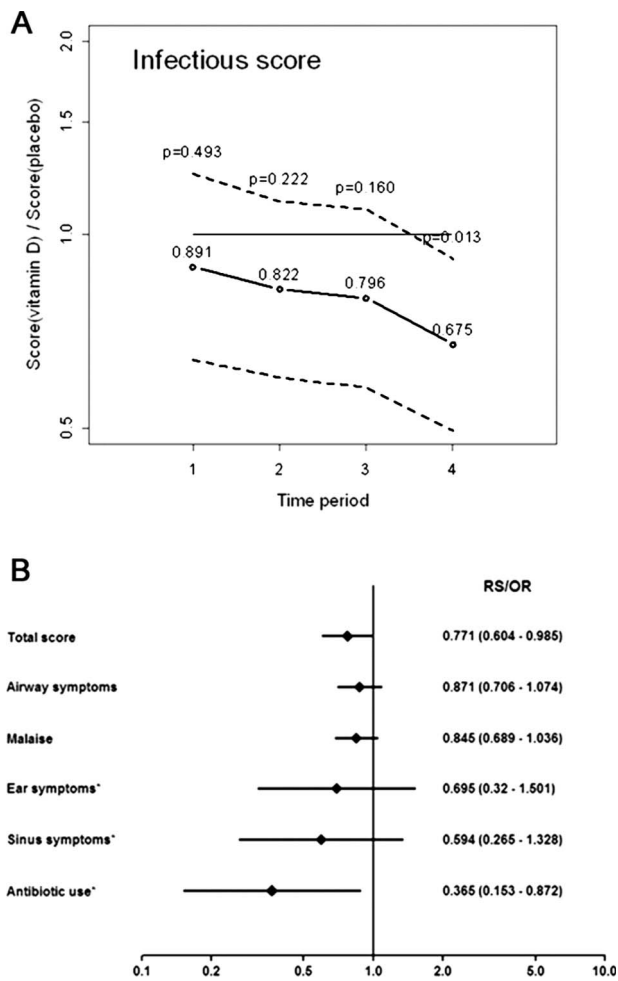 A
Infectious score
Score(vitamin D) / Score(placebo)
2.0
1.5
1.0
0.5
p=0.493
p=0.222
p=0.160
p=0.013
0.891
0.822
0.796
0.675
1 2 3 4
Time period
B
RS/OR
Total score 0.771 (0.604 - 0.985)
Airway symptoms 0.871 (0.706 - 1.074)
Malaise 0.845 (0.689 - 1.036)
Ear symptoms* 0.695 (0.32 - 1.501)
Sinus symptoms* 0.594 (0.265 - 1.328)
Antibiotic use* 0.365 (0.153 - 0.872)
0.1 0.2 0.5 1.0 2.0 5.0 10.0